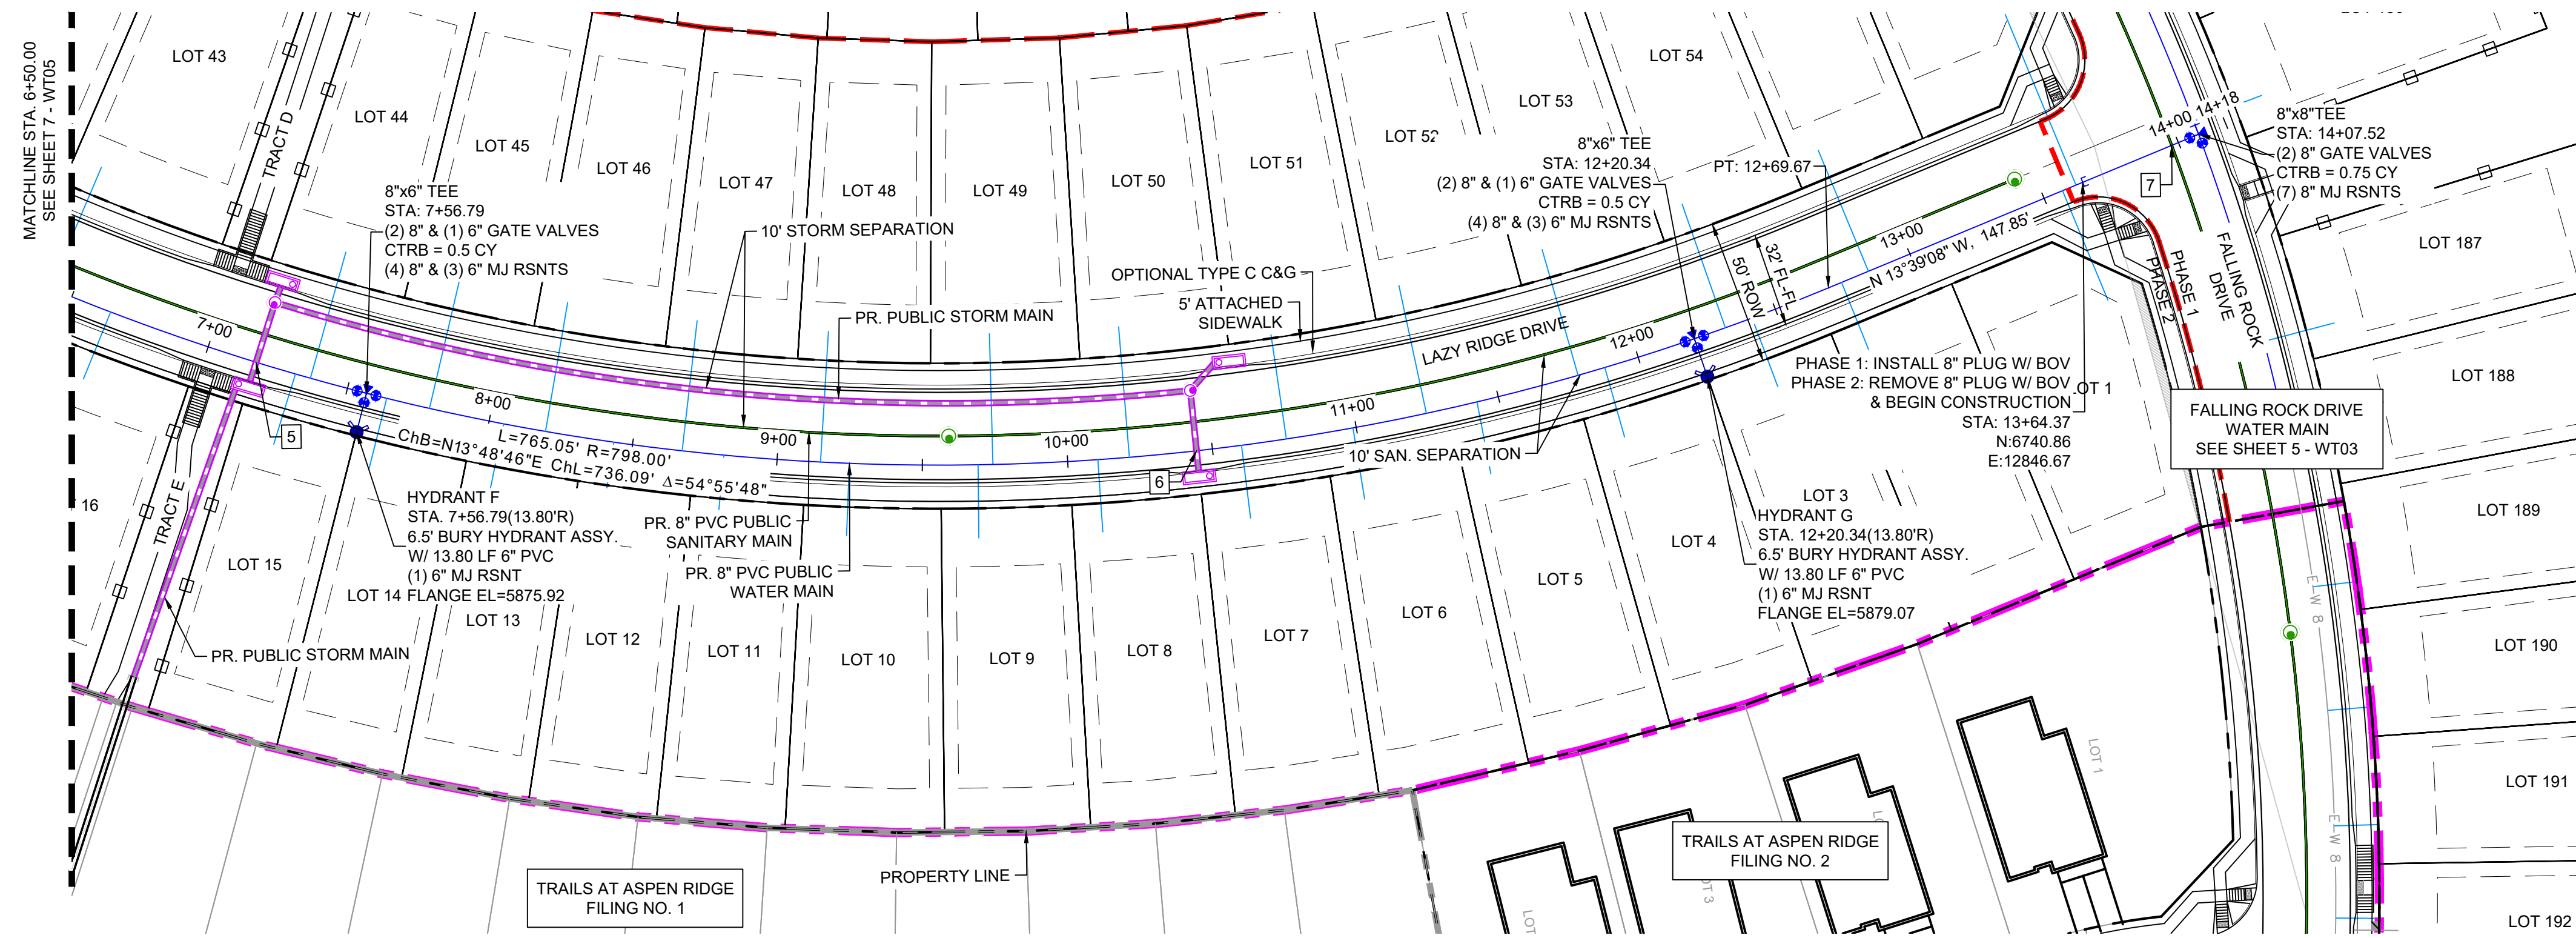 MATCHLINE STA. 6+50.00
SEE SHEET 7 - WT05
LOT 43
TRACT D
LOT 44
LOT 45
LOT 46
LOT 47
LOT 48
LOT 49
LOT 50
LOT 51
LOT 52
LOT 53
LOT 54
8"x6" TEE
STA: 7+56.79
(2) 8" & (1) 6" GATE VALVES
CTRB = 0.5 CY
(4) 8" & (3) 6" MJ RSNTS
10' STORM SEPARATION
PR. PUBLIC STORM MAIN
OPTIONAL TYPE C C&G
5' ATTACHED
SIDEWALK
8"x6" TEE
STA: 12+20.34
(2) 8" & (1) 6" GATE VALVES
CTRB = 0.5 CY
(4) 8" & (3) 6" MJ RSNTS
PT: 12+69.67
50' ROW
32' FL-FL
LAZY RIDGE DRIVE
N 13°39'08" W, 147.85'
14+00
14+18
8"x8"TEE
STA: 14+07.52
(2) 8" GATE VALVES
CTRB = 0.75 CY
(7) 8" MJ RSNTS
7
FALLING ROCK
DRIVE
PHASE 1
PHASE 2
LOT 187
LOT 188
LOT 189
LOT 190
LOT 191
LOT 192
7+00
8+00
9+00
10+00
11+00
12+00
13+00
5
6
L=765.05' R=798.00'
ChB=N13°48'46"E ChL=736.09' Δ=54°55'48"
10' SAN. SEPARATION
PHASE 1: INSTALL 8" PLUG W/ BOV
PHASE 2: REMOVE 8" PLUG W/ BOV
& BEGIN CONSTRUCTION
STA: 13+64.37
N:6740.86
E:12846.67
OT 1
FALLING ROCK DRIVE
WATER MAIN
SEE SHEET 5 - WT03
HYDRANT F
STA. 7+56.79(13.80'R)
6.5' BURY HYDRANT ASSY.
W/ 13.80 LF 6" PVC
(1) 6" MJ RSNT
FLANGE EL=5875.92
PR. 8" PVC PUBLIC
SANITARY MAIN
PR. 8" PVC PUBLIC
WATER MAIN
LOT 3
HYDRANT G
STA. 12+20.34(13.80'R)
6.5' BURY HYDRANT ASSY.
W/ 13.80 LF 6" PVC
(1) 6" MJ RSNT
FLANGE EL=5879.07
16
TRACT E
LOT 15
LOT 14
LOT 13
LOT 12
LOT 11
LOT 10
LOT 9
LOT 8
LOT 7
LOT 6
LOT 5
LOT 4
PR. PUBLIC STORM MAIN
PROPERTY LINE
TRAILS AT ASPEN RIDGE
FILING NO. 1
TRAILS AT ASPEN RIDGE
FILING NO. 2
LOT 1
LOT
OT 3
E W 8
E W 8